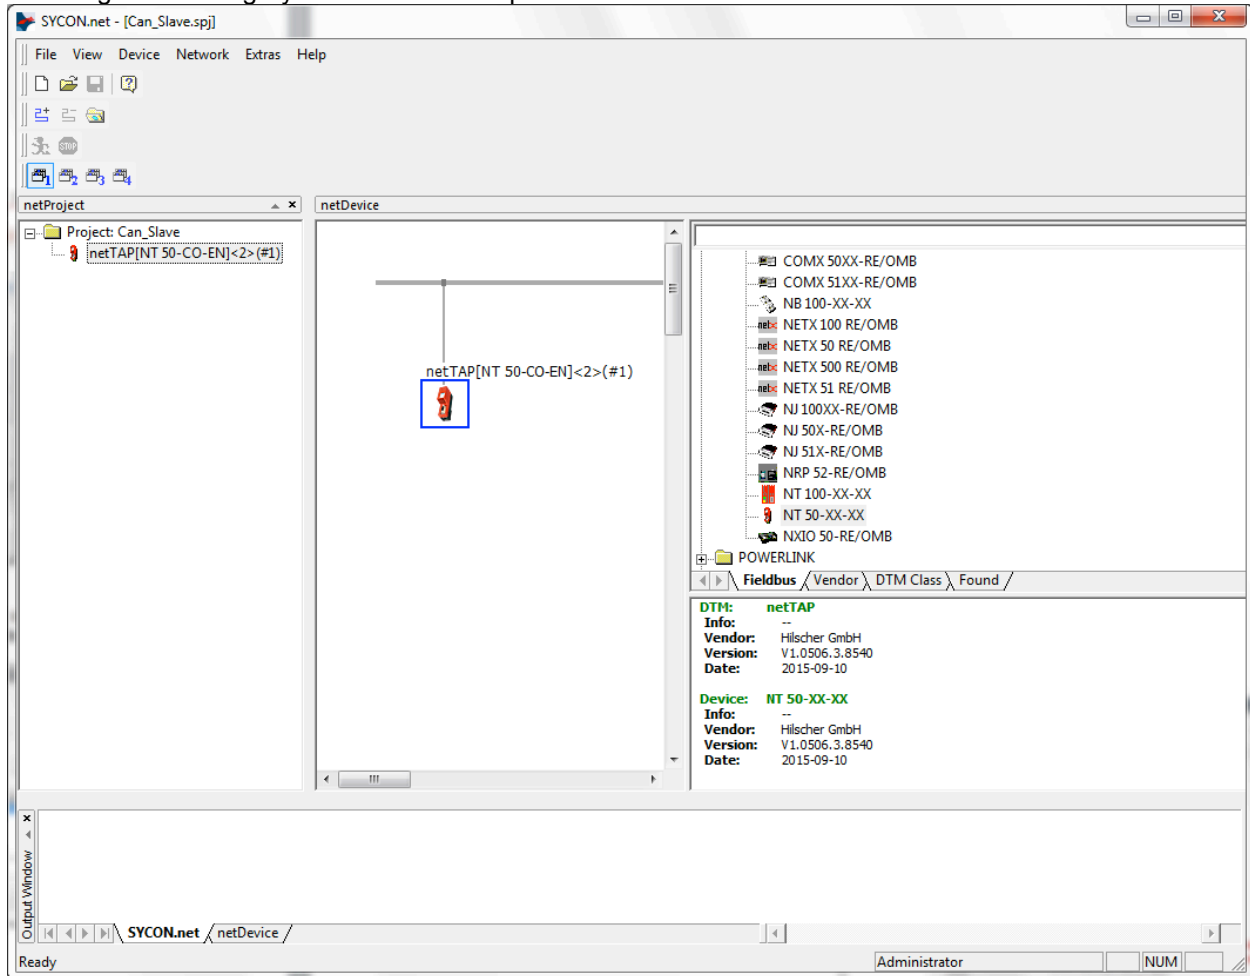 SYCON.net - [Can_Slave.spj]
File View Device Network Extras Help
STOP
1 2 3 4
netProject
netDevice
Project: Can_Slave
netTAP[NT 50-CO-EN]<2>(#1)
netTAP[NT 50-CO-EN]<2>(#1)
COMX 50XX-RE/OMB
COMX 51XX-RE/OMB
NB 100-XX-XX
NETX 100 RE/OMB
NETX 50 RE/OMB
NETX 500 RE/OMB
NETX 51 RE/OMB
NJ 100XX-RE/OMB
NJ 50X-RE/OMB
NJ 51X-RE/OMB
NRP 52-RE/OMB
NT 100-XX-XX
NT 50-XX-XX
NXIO 50-RE/OMB
POWERLINK
Fieldbus Vendor DTM Class Found
DTM: netTAP
Info: --
Vendor: Hilscher GmbH
Version: V1.0506.3.8540
Date: 2015-09-10
Device: NT 50-XX-XX
Info: --
Vendor: Hilscher GmbH
Version: V1.0506.3.8540
Date: 2015-09-10
Output Window
SYCON.net netDevice
Ready
Administrator
NUM